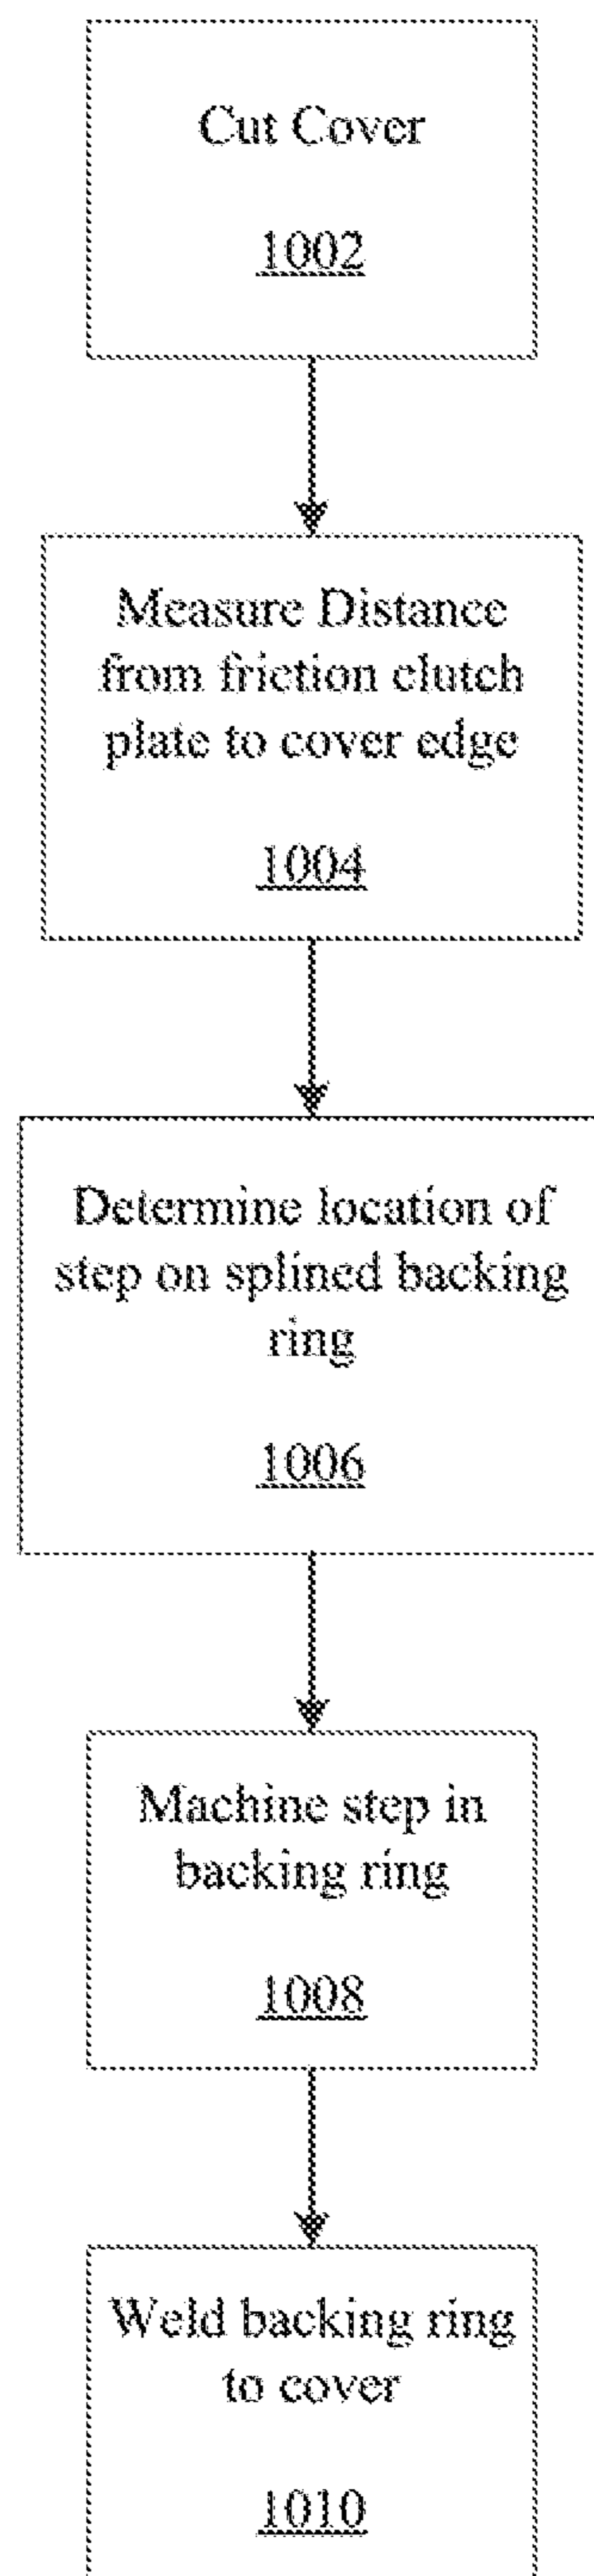 Cut Cover
1002
Measure Distance
from friction clutch
plate to cover edge
1004
Determine location of
step on splined backing
ring
1006
Machine step in
backing ring
1008
Weld backing ring
to cover
1010